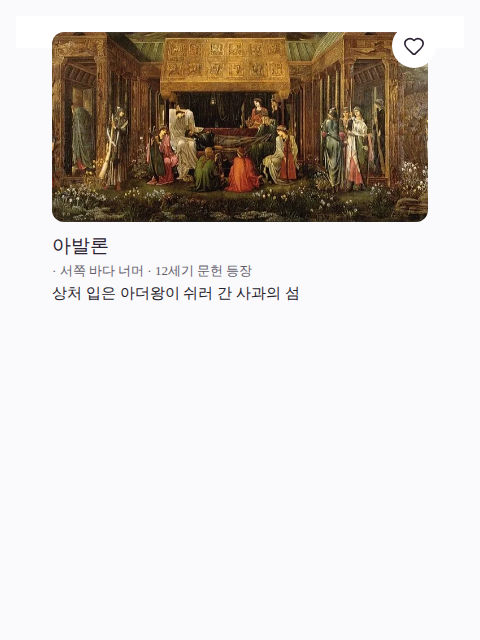 아발론
· 서쪽 바다 너머 · 12세기 문헌 등장
상처 입은 아더왕이 쉬러 간 사과의 섬